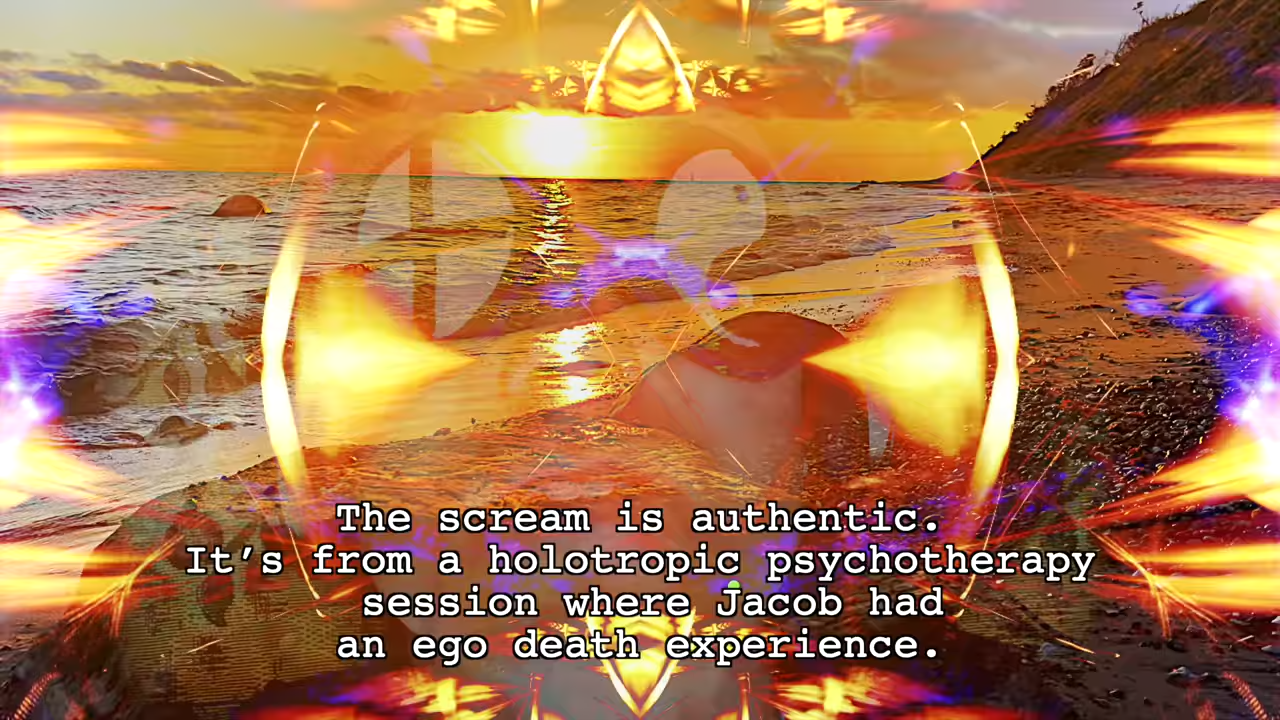 The scream is authentic.
It’s from a holotropic psychotherapy
session where Jacob had
an ego death experience.